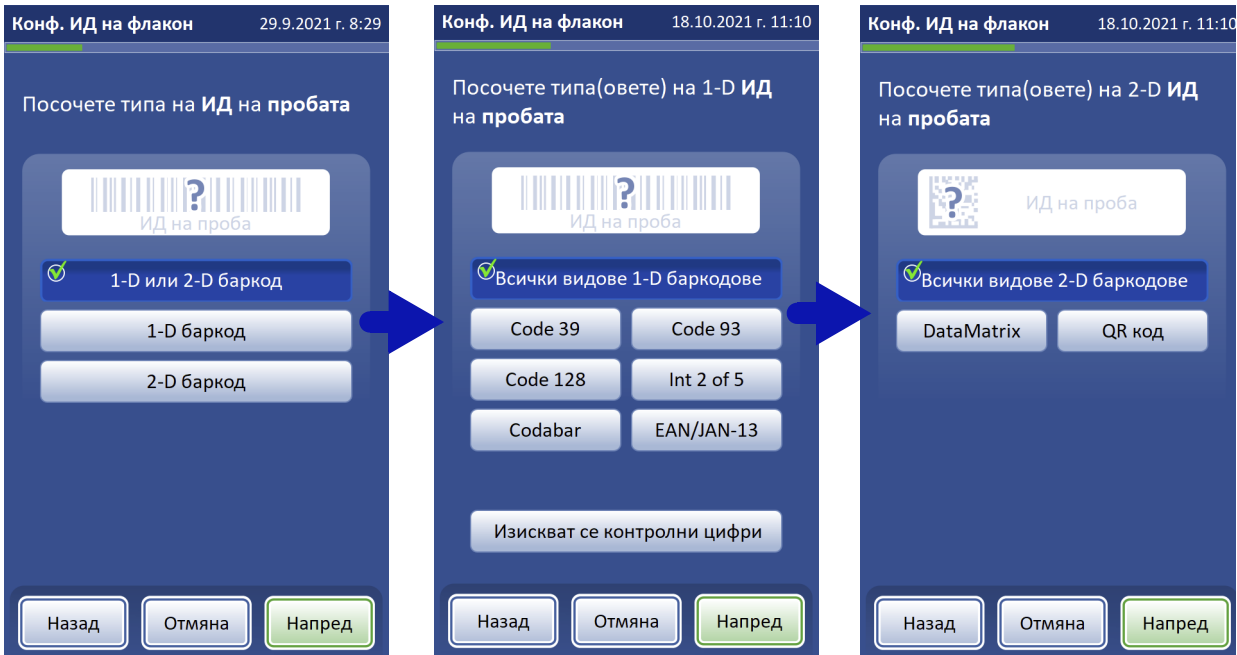 Конф. ИД на флакон 29.9.2021 г. 8:29
Посочете типа на ИД на пробата
?
ИД на проба
1-D или 2-D баркод
1-D баркод
2-D баркод
Назад Отмяна Напред
Конф. ИД на флакон 18.10.2021 г. 11:10
Посочете типа(овете) на 1-D ИД
на пробата
?
ИД на проба
Всички видове 1-D баркодове
Code 39 Code 93
Code 128 Int 2 of 5
Codabar EAN/JAN-13
Изискват се контролни цифри
Назад Отмяна Напред
Конф. ИД на флакон 18.10.2021 г. 11:10
Посочете типа(овете) на 2-D ИД
на пробата
? ИД на проба
Всички видове 2-D баркодове
DataMatrix QR код
Назад Отмяна Напред